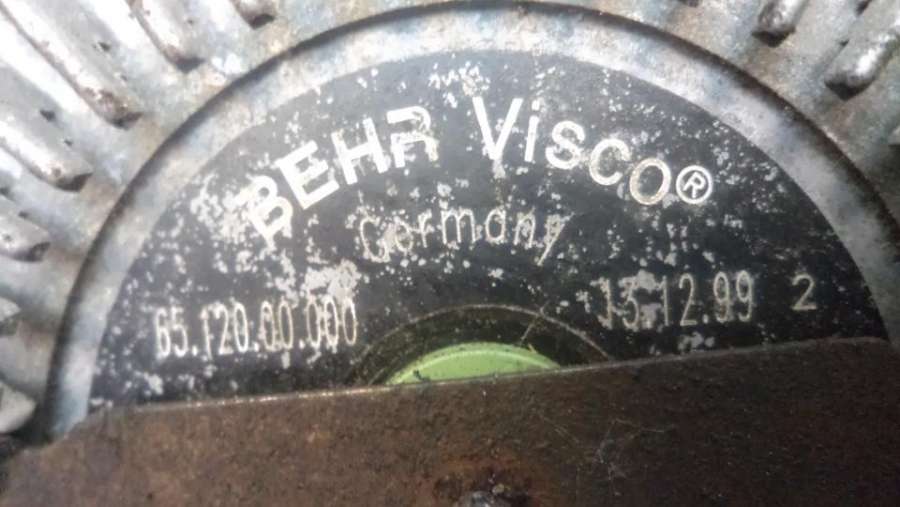 BEHR Visco®
Germany
65.120.00.000
13.12.99 2